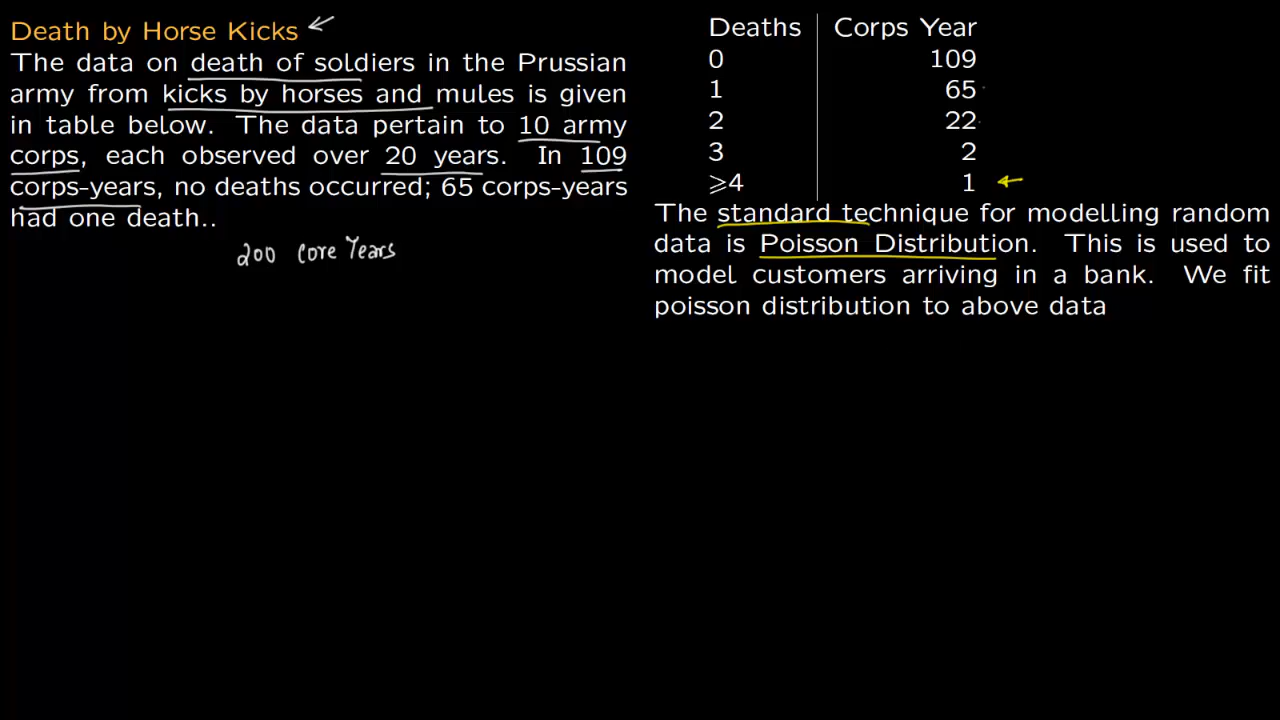 Death by Horse Kicks
The data on death of soldiers in the Prussian
army from kicks by horses and mules is given
in table below. The data pertain to 10 army
corps, each observed over 20 years. In 109
corps-years, no deaths occurred; 65 corps-years
had one death..
200 core Years
Deaths Corps Year
0 109
1 65
2 22
3 2
⩾4 1
The standard technique for modelling random
data is Poisson Distribution. This is used to
model customers arriving in a bank. We fit
poisson distribution to above data